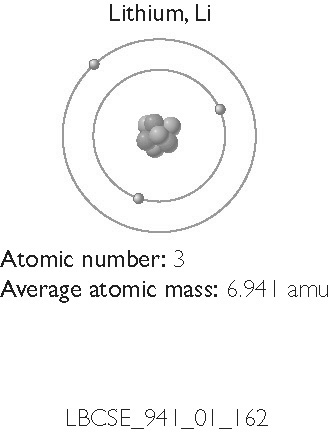 Lithium, Li
Atomic number: 3
Average atomic mass: 6.941 amu
LBCSE_941_01_162